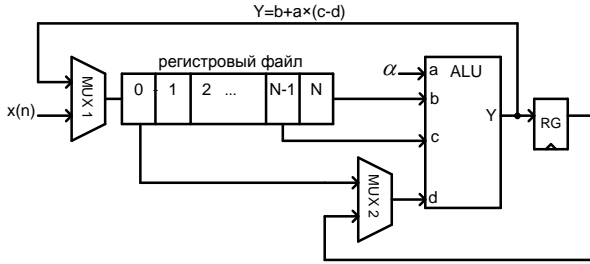 Y=b+a×(c-d)
регистровый файл
MUX 1
x(n)
0 1 2 ... N-1 N
α
a ALU
b
c
d
Y
RG
MUX 2